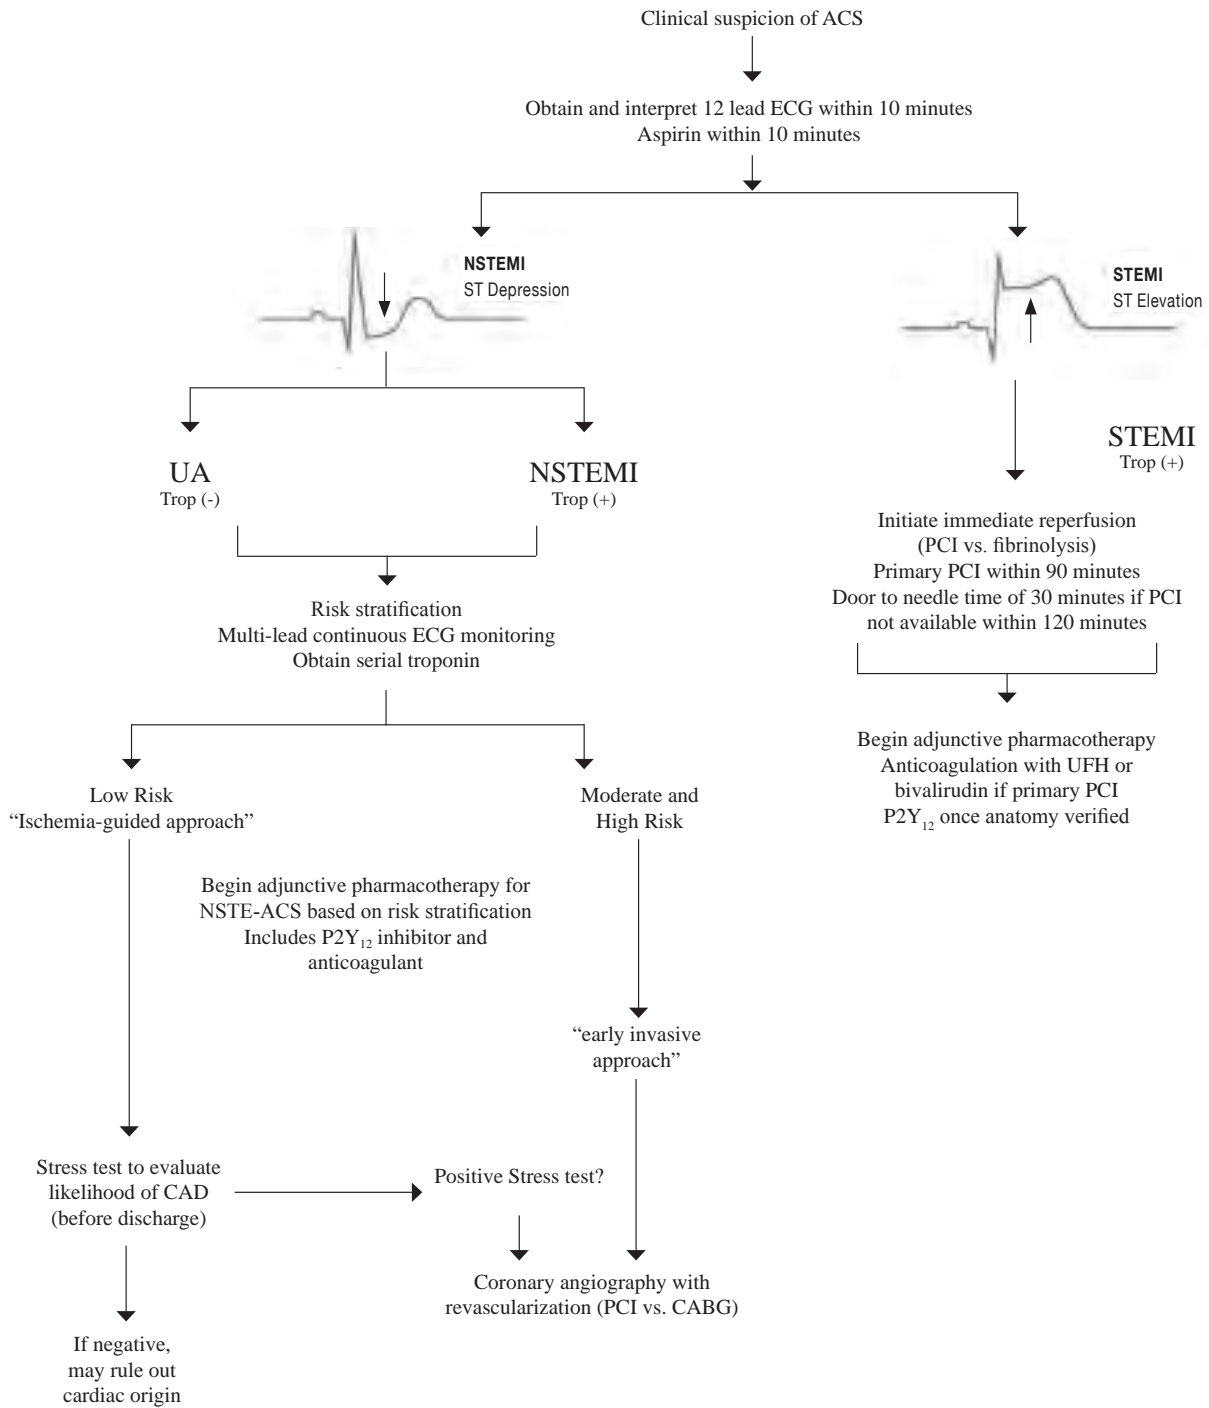 Clinical suspicion of ACS
Obtain and interpret 12 lead ECG within 10 minutes
Aspirin within 10 minutes
NSTEMI
ST Depression
STEMI
ST Elevation
UA
Trop (-)
NSTEMI
Trop (+)
STEMI
Trop (+)
Initiate immediate reperfusion
(PCI vs. fibrinolysis)
Primary PCI within 90 minutes
Door to needle time of 30 minutes if PCI
not available within 120 minutes
Risk stratification
Multi-lead continuous ECG monitoring
Obtain serial troponin
Begin adjunctive pharmacotherapy
Anticoagulation with UFH or
bivalirudin if primary PCI
P2Y₁₂ once anatomy verified
Low Risk
“Ischemia-guided approach”
Moderate and
High Risk
Begin adjunctive pharmacotherapy for
NSTE-ACS based on risk stratification
Includes P2Y₁₂ inhibitor and
anticoagulant
“early invasive
approach”
Stress test to evaluate
likelihood of CAD
(before discharge)
Positive Stress test?
Coronary angiography with
revascularization (PCI vs. CABG)
If negative,
may rule out
cardiac origin